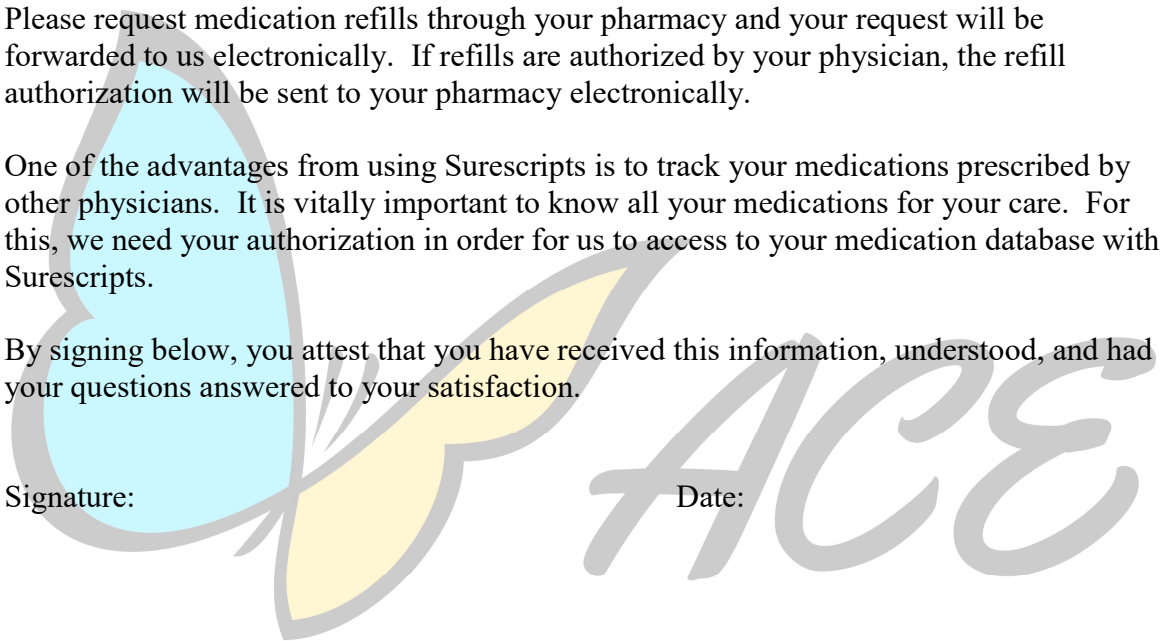 Please request medication refills through your pharmacy and your request will be
forwarded to us electronically.  If refills are authorized by your physician, the refill
authorization will be sent to your pharmacy electronically.
One of the advantages from using Surescripts is to track your medications prescribed by
other physicians.  It is vitally important to know all your medications for your care.  For
this, we need your authorization in order for us to access to your medication database with
Surescripts.
By signing below, you attest that you have received this information, understood, and had
your questions answered to your satisfaction.
ACE
Signature: Date: